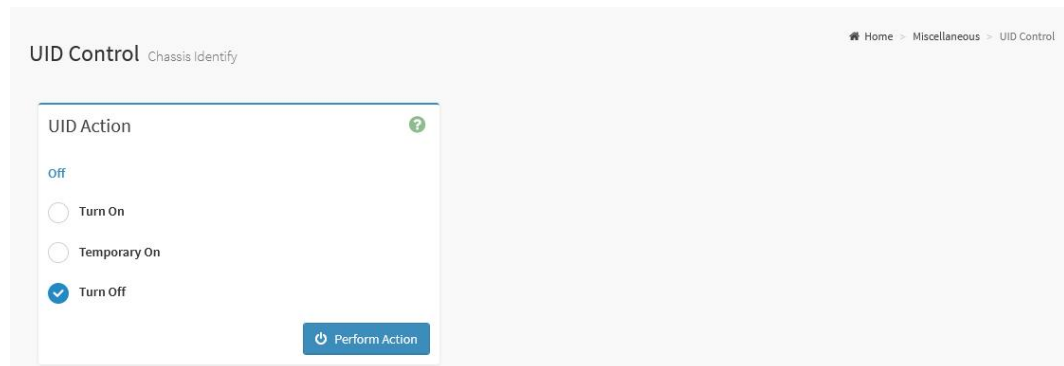 Home > Miscellaneous > UID Control
UID Control Chassis Identify
UID Action
Off
Turn On
Temporary On
Turn Off
Perform Action